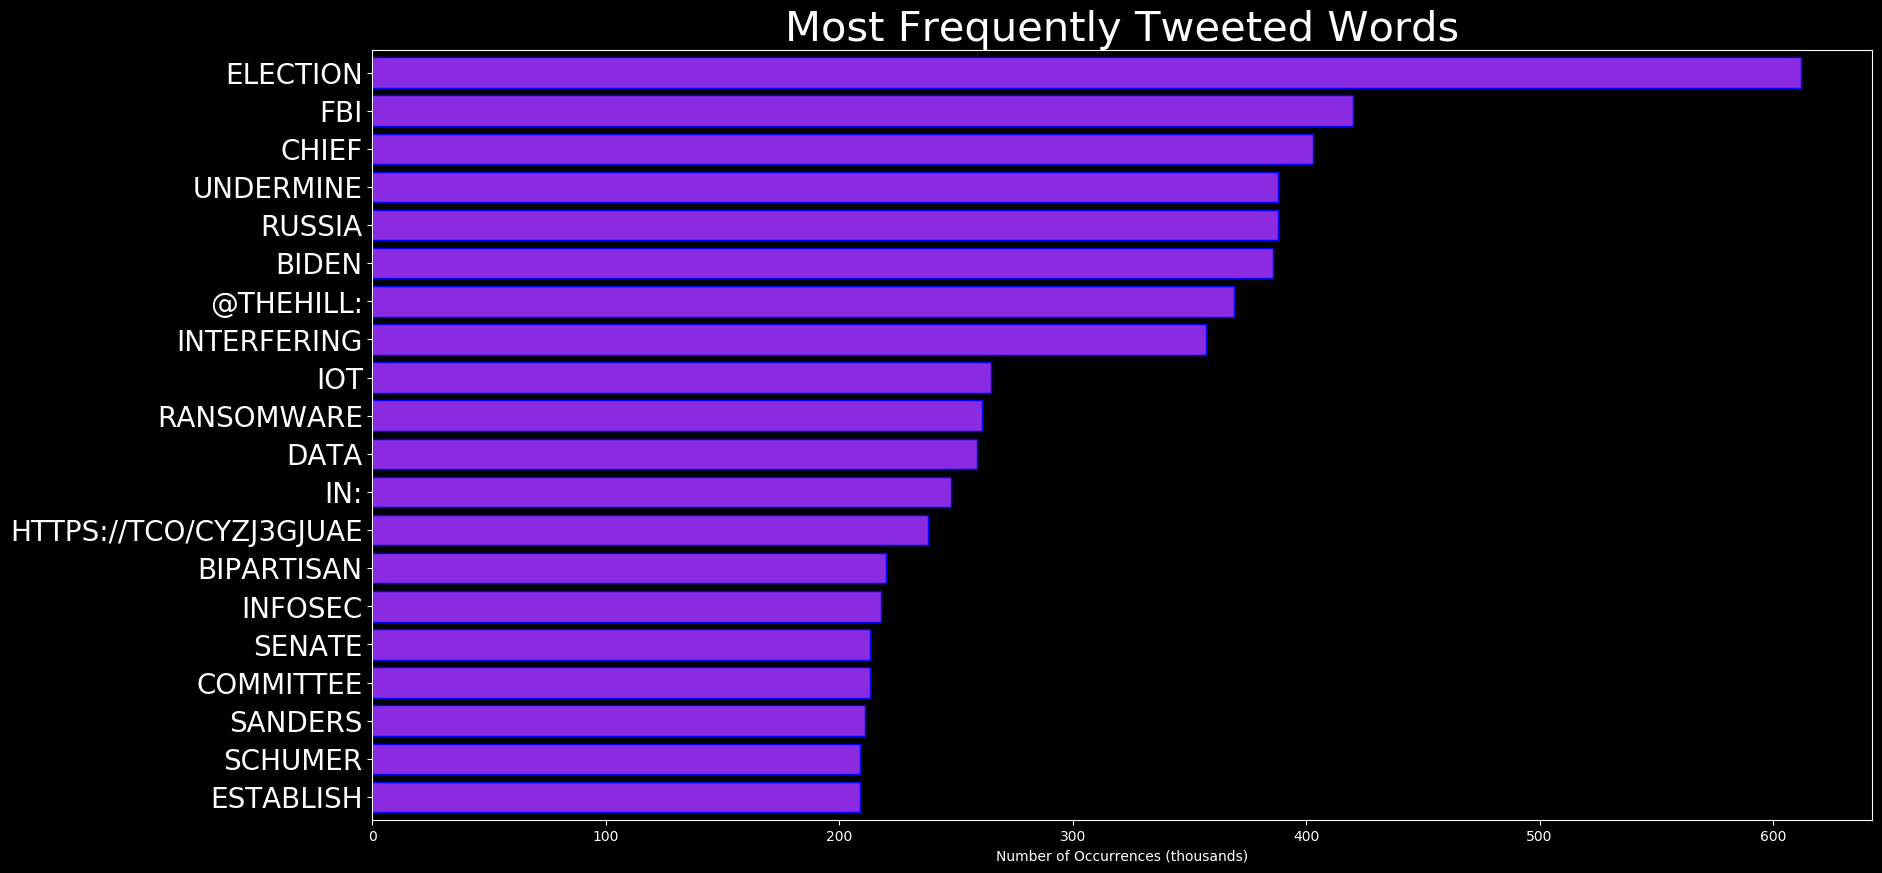 Most Frequently Tweeted Words
ELECTION
FBI
CHIEF
UNDERMINE
RUSSIA
BIDEN
@THEHILL:
INTERFERING
IOT
RANSOMWARE
DATA
IN:
HTTPS://TCO/CYZJ3GJUAE
BIPARTISAN
INFOSEC
SENATE
COMMITTEE
SANDERS
SCHUMER
ESTABLISH
0 100 200 300 400 500 600
Number of Occurrences (thousands)